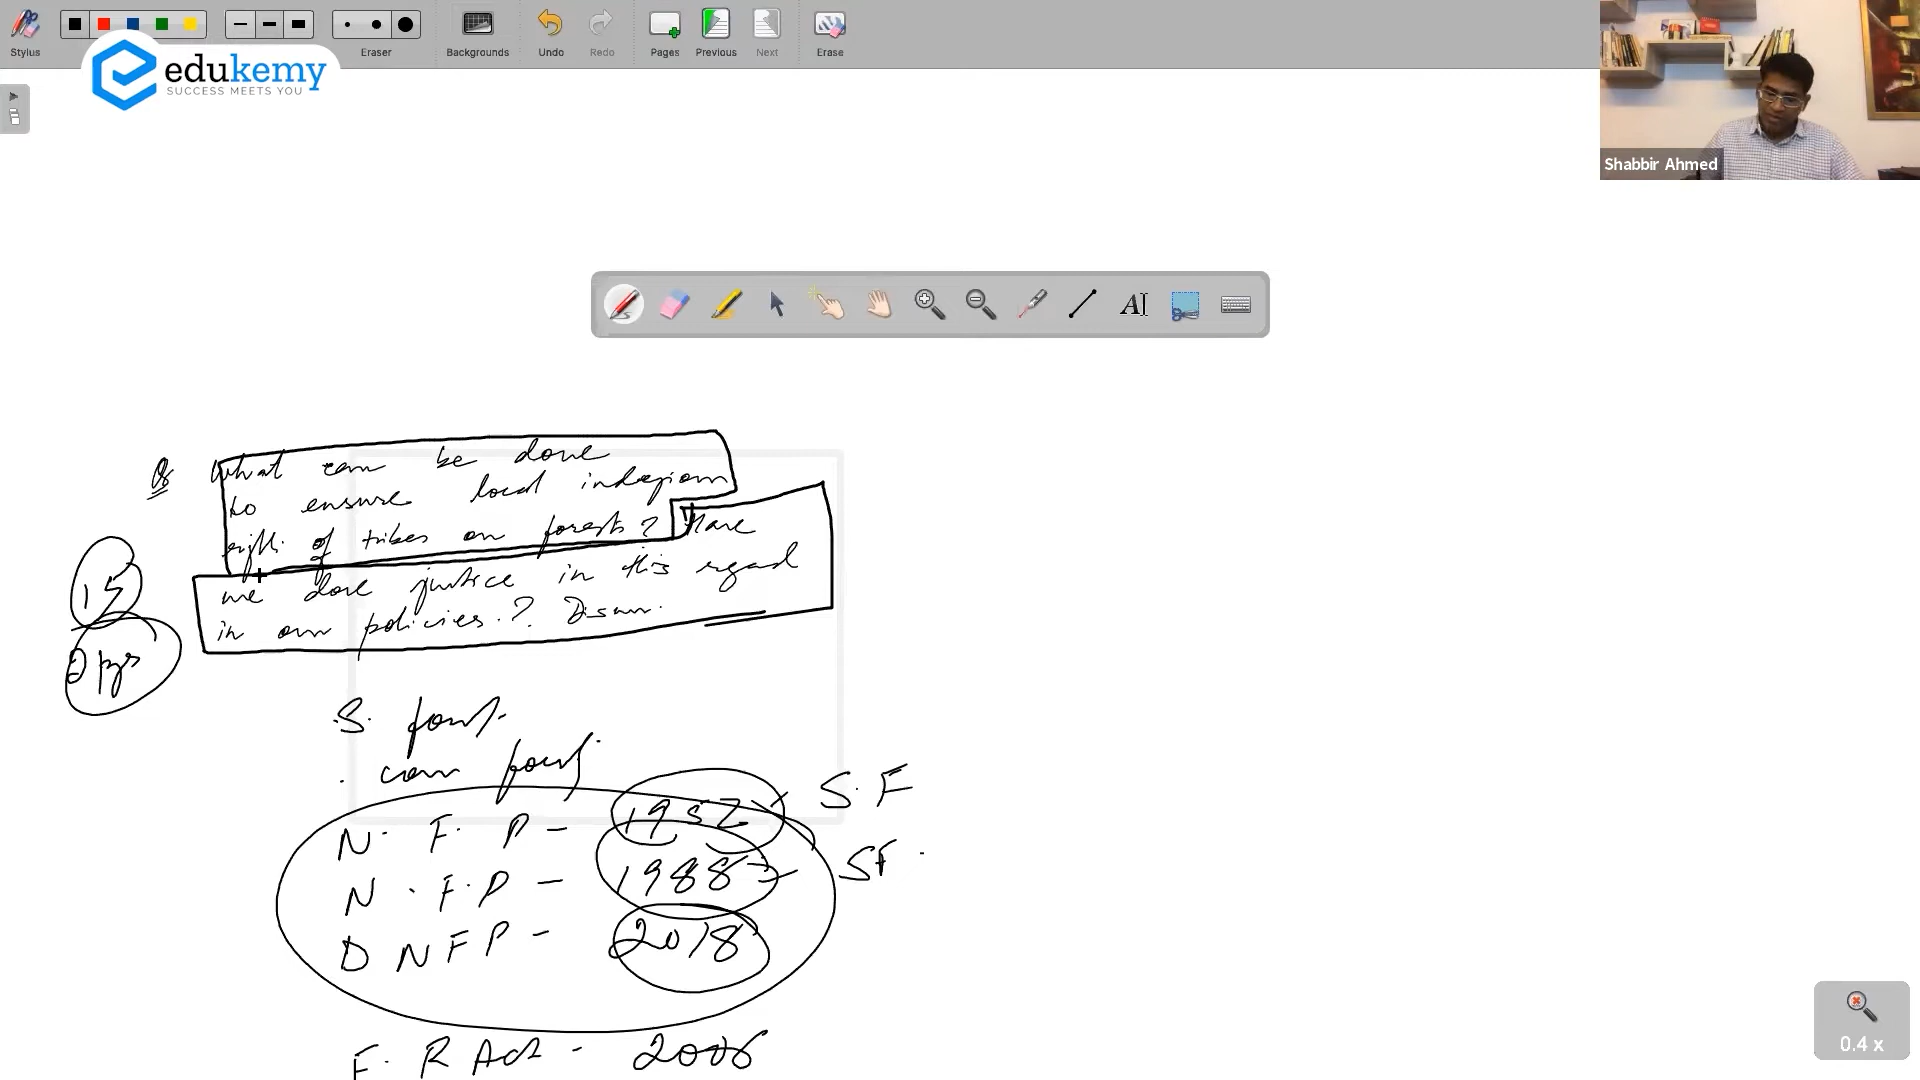 Stylus
Eraser
Backgrounds
Undo
Redo
Pages
Previous
Next
Erase
edukemy
SUCCESS MEETS YOU
Shabbir Ahmed
Q What can be done
to ensure local indegiom
rights of tribes on forests? Have
we done justice in this regard
in our policies.? Discuss.
15
2 pgs
S. forest.
com forest
N. F. P - 1952 S. F
N. F. P - 1988 SF
D N F P - 2018
F. R Act - 2006
0.4 x